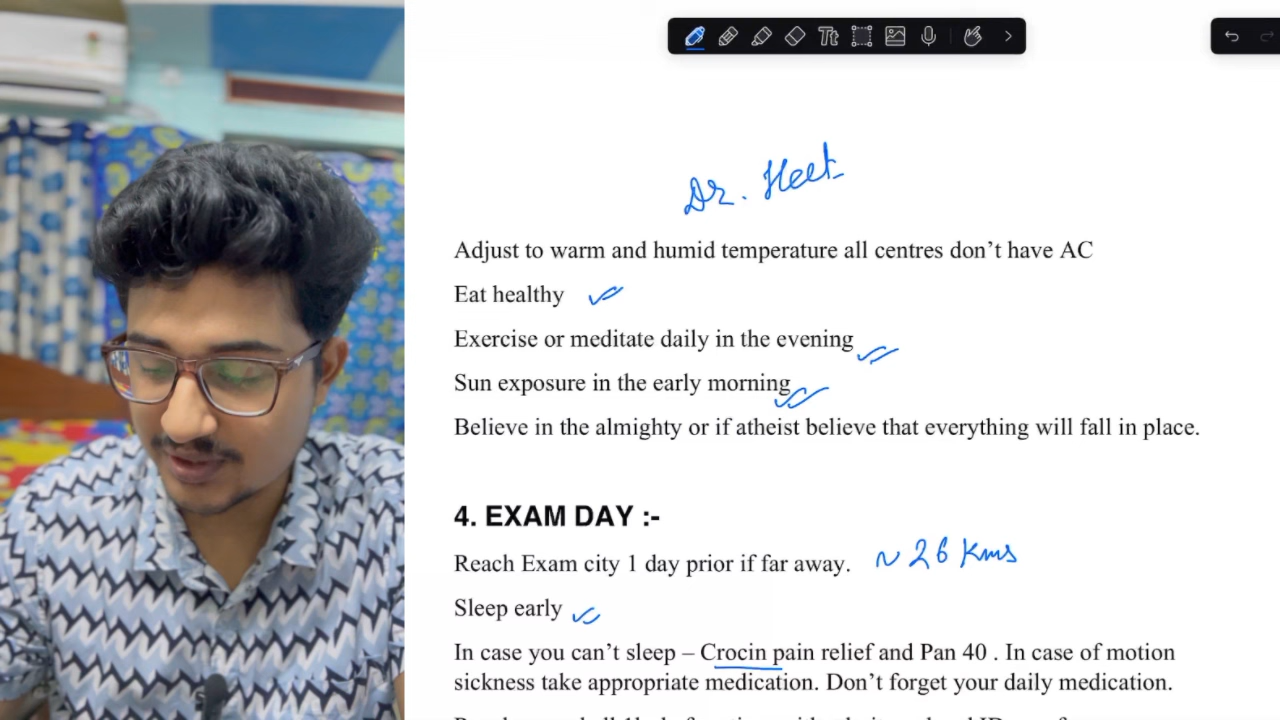 Tt
Dr. Heet
Adjust to warm and humid temperature all centres don’t have AC
Eat healthy
Exercise or meditate daily in the evening
Sun exposure in the early morning
Believe in the almighty or if atheist believe that everything will fall in place.
4. EXAM DAY :-
Reach Exam city 1 day prior if far away. ~ 26 Kms
Sleep early
In case you can’t sleep – Crocin pain relief and Pan 40 . In case of motion
sickness take appropriate medication. Don’t forget your daily medication.